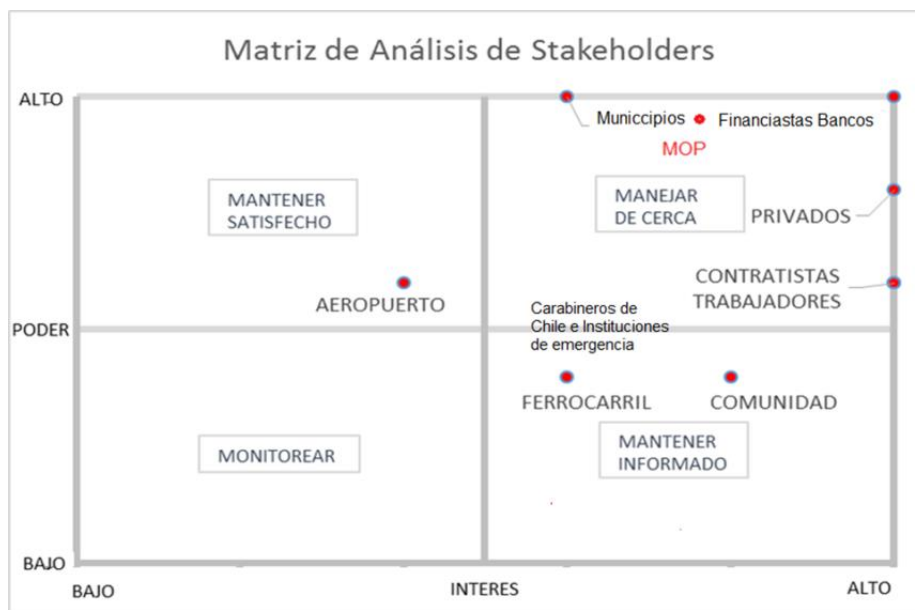 Matriz de Análisis de Stakeholders
ALTO
Municcipios
Financiastas Bancos
MOP
MANTENER
SATISFECHO
MANEJAR
DE CERCA
PRIVADOS
CONTRATISTAS
TRABAJADORES
AEROPUERTO
Carabineros de
Chile e Instituciones
de emergencia
PODER
FERROCARRIL
COMUNIDAD
MONITOREAR
MANTENER
INFORMADO
BAJO
BAJO
INTERES
ALTO